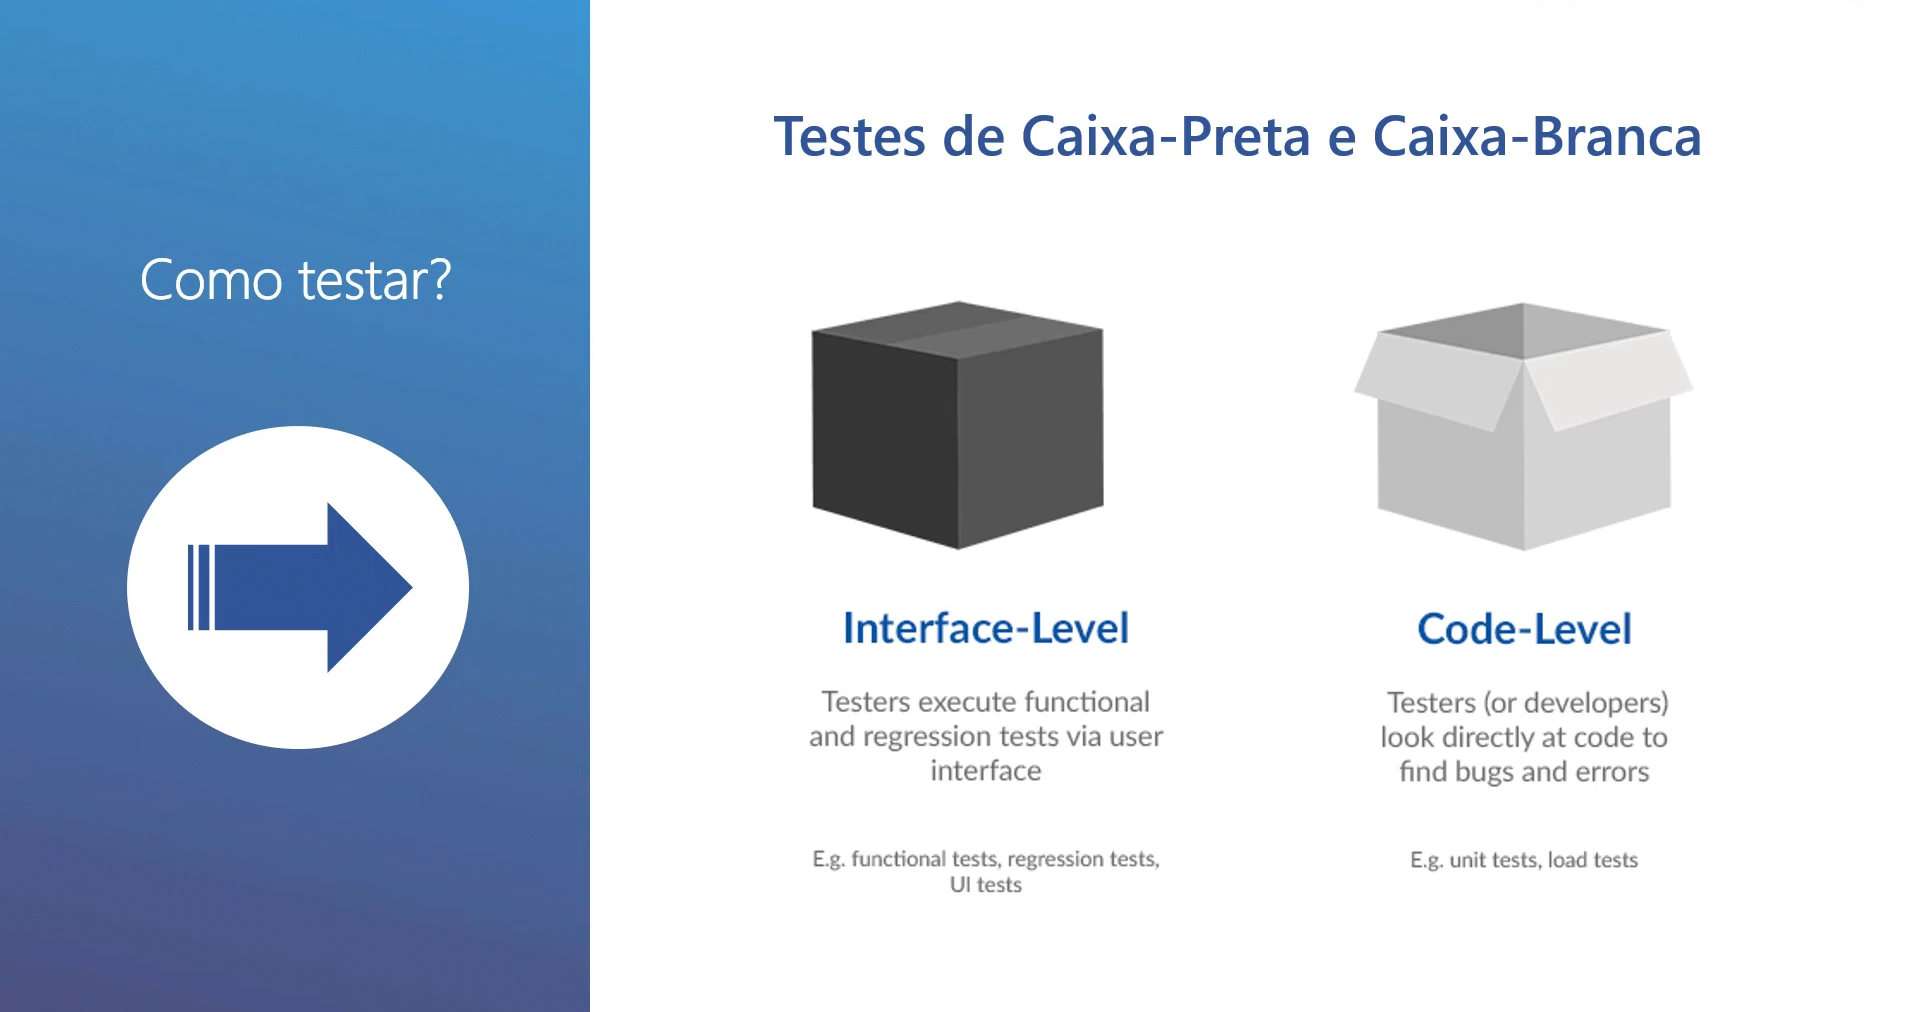 Como testar?
Testes de Caixa-Preta e Caixa-Branca
Interface-Level
Testers execute functional
and regression tests via user
interface
E.g. functional tests, regression tests,
UI tests
Code-Level
Testers (or developers)
look directly at code to
find bugs and errors
E.g. unit tests, load tests